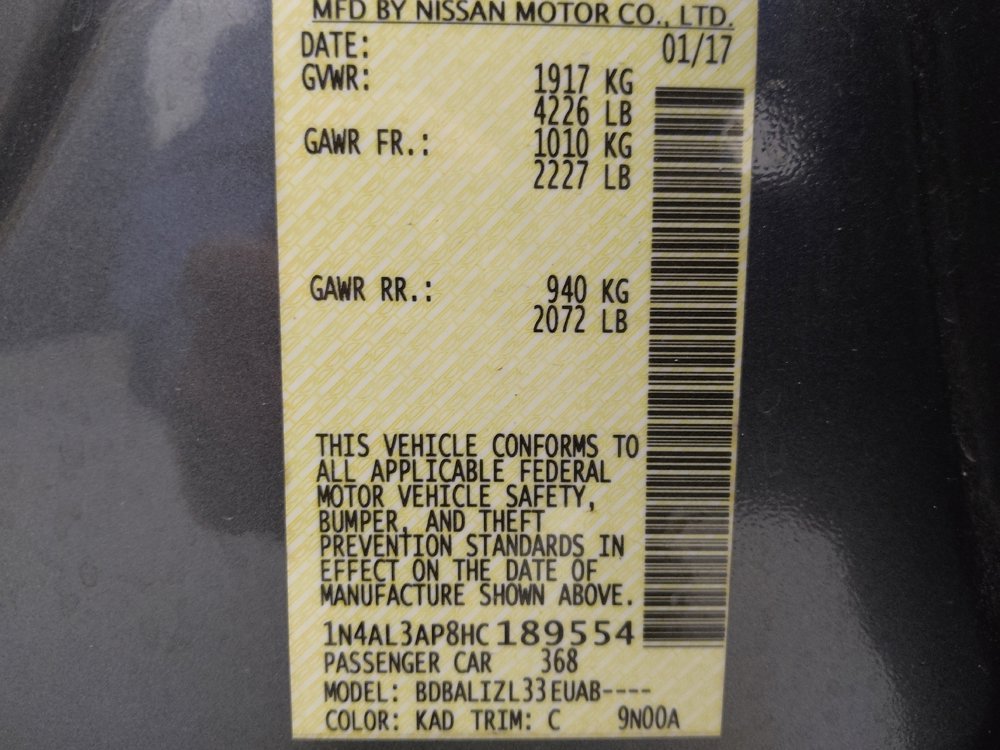 MFD BY NISSAN MOTOR CO., LTD.
DATE: 01/17
GVWR: 1917 KG
4226 LB
GAWR FR.: 1010 KG
2227 LB
GAWR RR.: 940 KG
2072 LB
THIS VEHICLE CONFORMS TO
ALL APPLICABLE FEDERAL
MOTOR VEHICLE SAFETY,
BUMPER, AND THEFT
PREVENTION STANDARDS IN
EFFECT ON THE DATE OF
MANUFACTURE SHOWN ABOVE.
1N4AL3AP8HC189554
PASSENGER CAR 368
MODEL: BDBALIZL33EUAB----
COLOR: KAD TRIM: C 9N00A